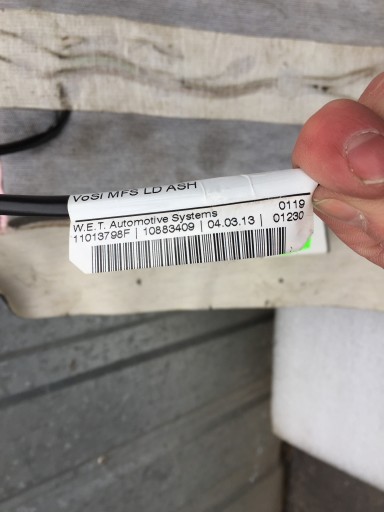 VoSi MFS LD ASH
W.E.T. Automotive Systems 0119
11013798F | 10883409 | 04.03.13 | 01230